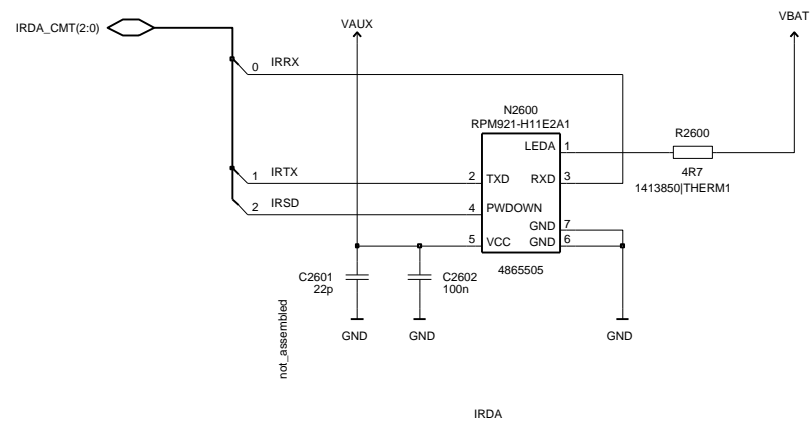 VBAT
IRDA_CMT(2:0)
VAUX
0 IRRX
N2600
RPM921-H11E2A1
R2600
LEDA 1
4R7
1413850|THERM1
1 IRTX
2 TXD RXD 3
2 IRSD
4 PWDOWN
GND 7
5 VCC GND 6
4865505
C2601
22p
C2602
100n
not_assembled
GND
GND
GND
IRDA